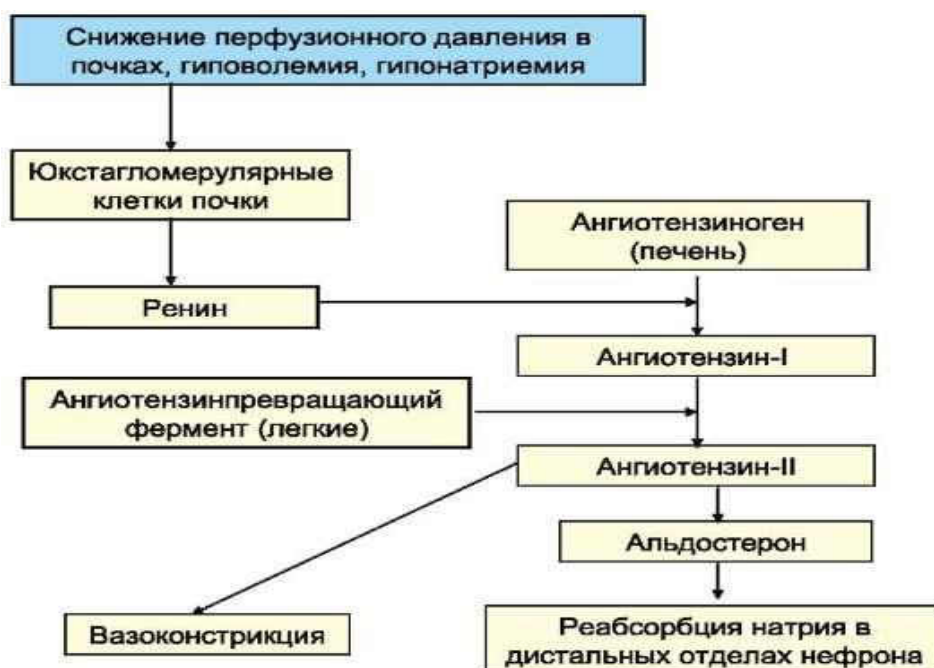 Снижение перфузионного давления в
почках, гиповолемия, гипонатриемия
Юкстагломерулярные
клетки почки
Ангиотензиноген
(печень)
Ренин
Ангиотензин-I
Ангиотензинпревращающий
фермент (легкие)
Ангиотензин-II
Альдостерон
Вазоконстрикция
Реабсорбция натрия в
дистальных отделах нефрона